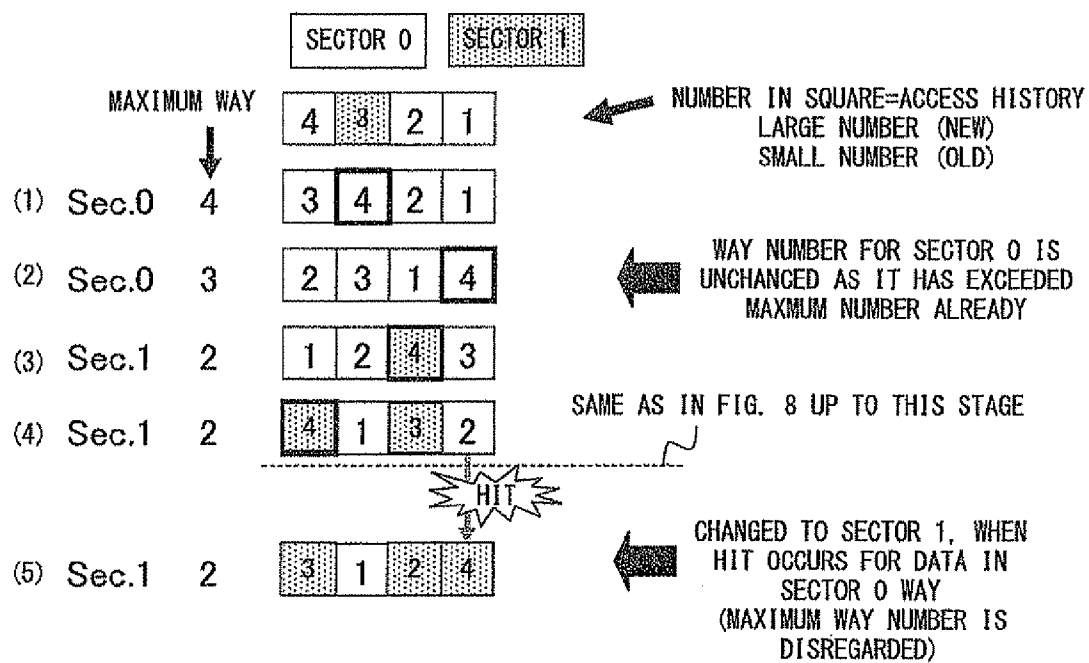 SECTOR 0 SECTOR 1
MAXIMUM WAY
4 3 2 1
NUMBER IN SQUARE=ACCESS HISTORY
LARGE NUMBER (NEW)
SMALL NUMBER (OLD)
(1) Sec.0 4 3 4 2 1
(2) Sec.0 3 2 3 1 4
WAY NUMBER FOR SECTOR 0 IS
UNCHANGED AS IT HAS EXCEEDED
MAXMUM NUMBER ALREADY
(3) Sec.1 2 1 2 4 3
(4) Sec.1 2 4 1 3 2
SAME AS IN FIG. 8 UP TO THIS STAGE
HIT
(5) Sec.1 2 3 1 2 4
CHANGED TO SECTOR 1, WHEN
HIT OCCURS FOR DATA IN
SECTOR 0 WAY
(MAXIMUM WAY NUMBER IS
DISREGARDED)